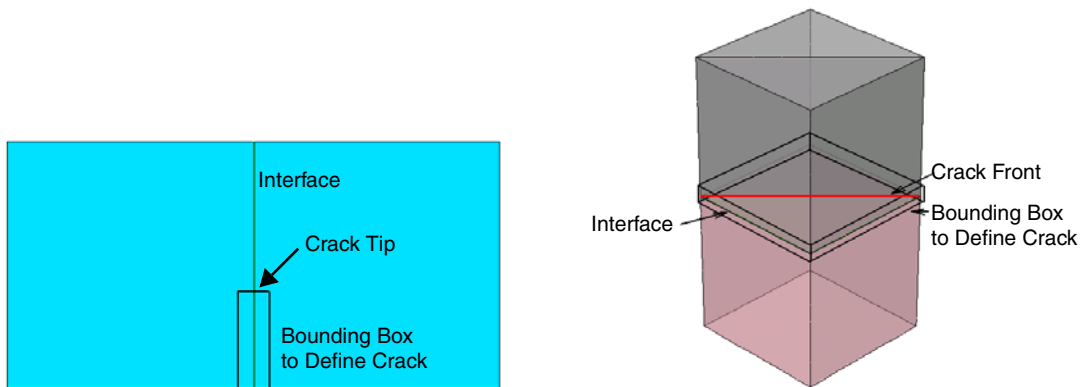 Interface
Crack Tip
Bounding Box
to Define Crack
Crack Front
Interface
Bounding Box
to Define Crack